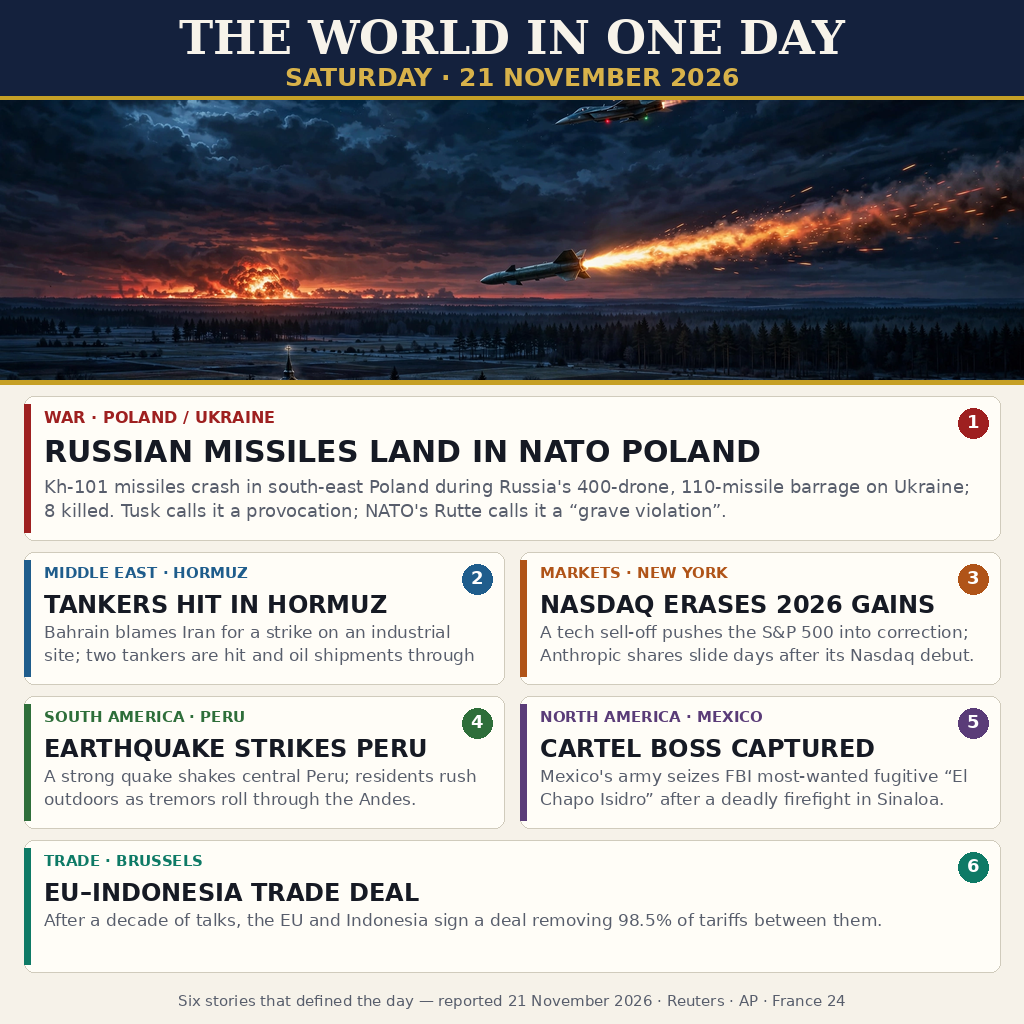 THE WORLD IN ONE DAY
SATURDAY · 21 NOVEMBER 2026
WAR · POLAND / UKRAINE
1
RUSSIAN MISSILES LAND IN NATO POLAND
Kh-101 missiles crash in south-east Poland during Russia's 400-drone, 110-missile barrage on Ukraine;
8 killed. Tusk calls it a provocation; NATO's Rutte calls it a “grave violation”.
MIDDLE EAST · HORMUZ
2
TANKERS HIT IN HORMUZ
Bahrain blames Iran for a strike on an industrial
site; two tankers are hit and oil shipments through
MARKETS · NEW YORK
3
NASDAQ ERASES 2026 GAINS
A tech sell-off pushes the S&P 500 into correction;
Anthropic shares slide days after its Nasdaq debut.
SOUTH AMERICA · PERU
4
EARTHQUAKE STRIKES PERU
A strong quake shakes central Peru; residents rush
outdoors as tremors roll through the Andes.
NORTH AMERICA · MEXICO
5
CARTEL BOSS CAPTURED
Mexico's army seizes FBI most-wanted fugitive “El
Chapo Isidro” after a deadly firefight in Sinaloa.
TRADE · BRUSSELS
6
EU–INDONESIA TRADE DEAL
After a decade of talks, the EU and Indonesia sign a deal removing 98.5% of tariffs between them.
Six stories that defined the day — reported 21 November 2026 · Reuters · AP · France 24